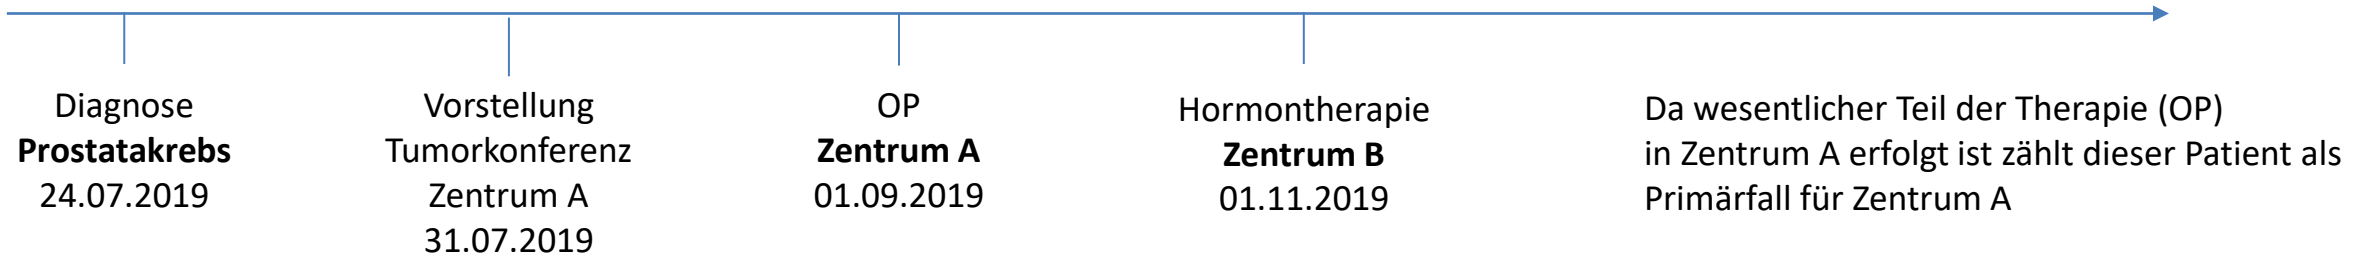 Diagnose
Prostatakrebs
24.07.2019
Vorstellung
Tumorkonferenz
Zentrum A
31.07.2019
OP
Zentrum A
01.09.2019
Hormontherapie
Zentrum B
01.11.2019
Da wesentlicher Teil der Therapie (OP)
in Zentrum A erfolgt ist zählt dieser Patient als
Primärfall für Zentrum A